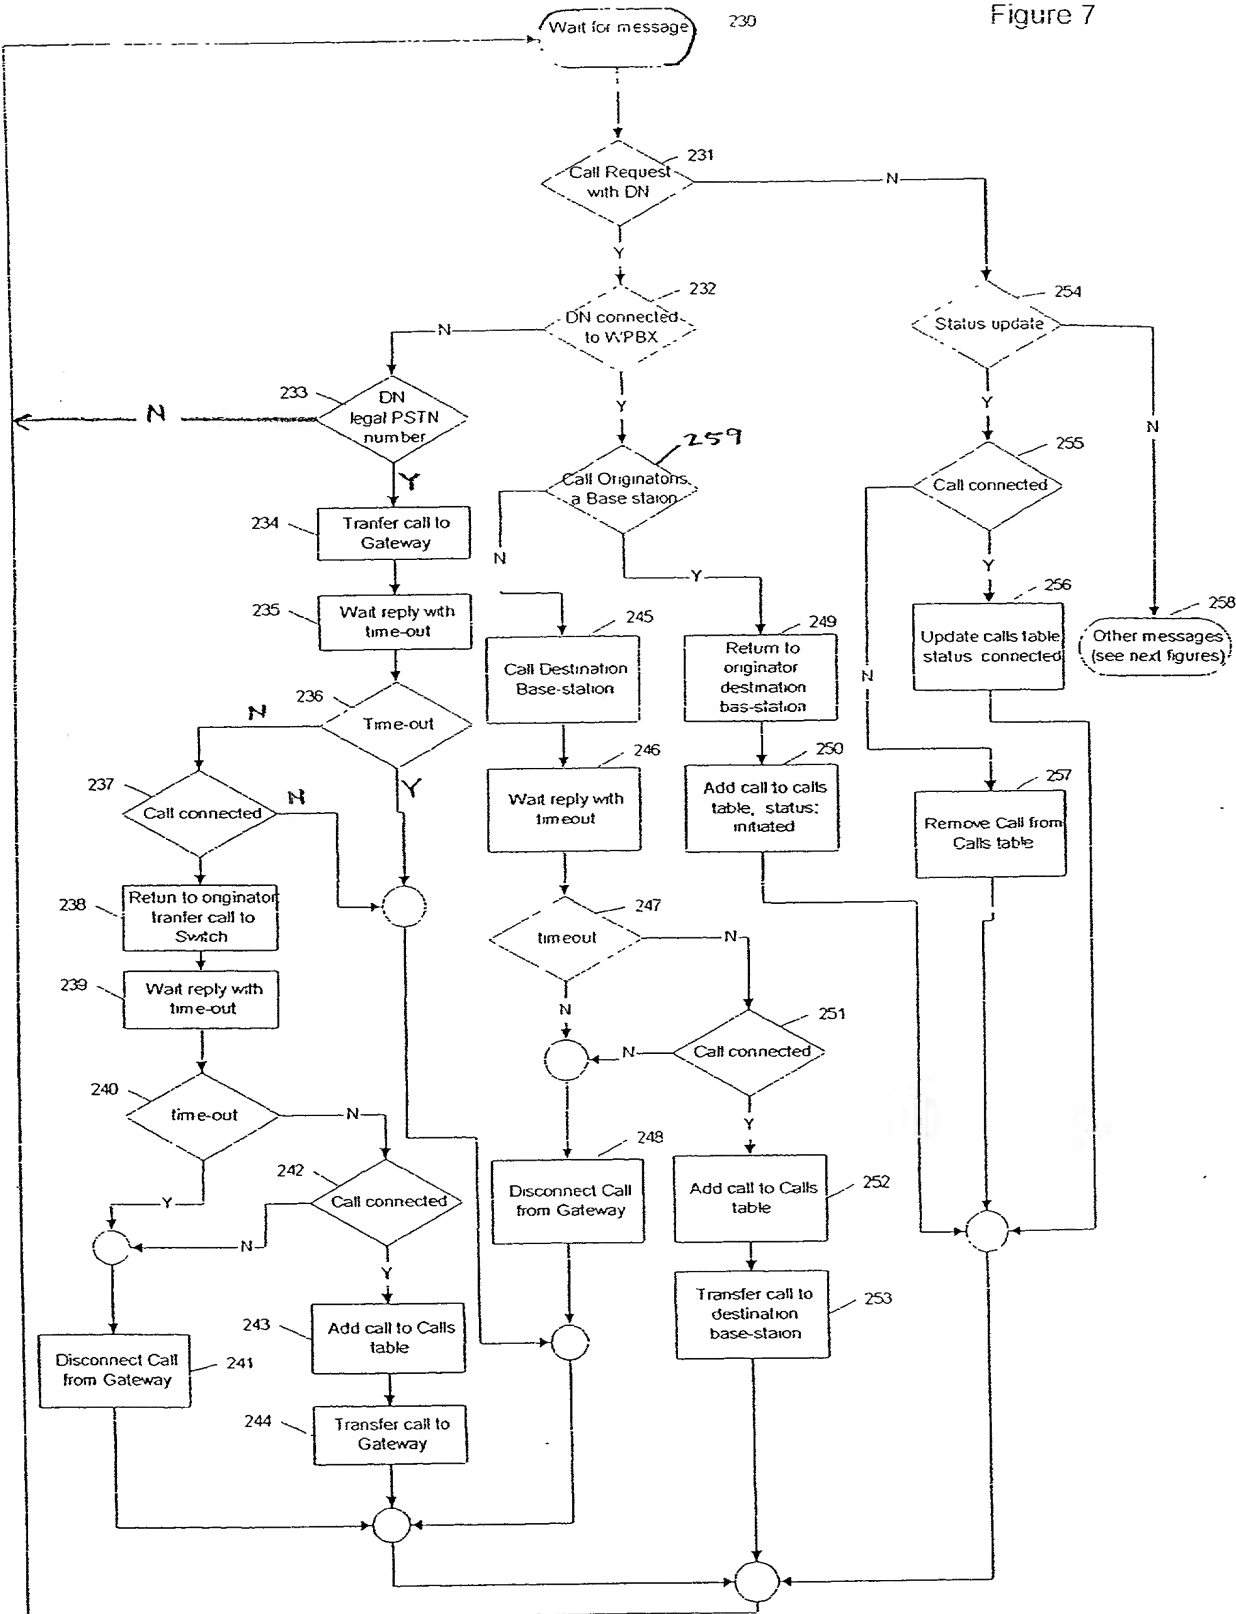 Figure 7
Wait for message
230
231
Call Request
with DN
N
Y
232
DN connected
to WPBX
N
Y
254
Status update
Y
N
233
DN
legal PSTN
number
N
Y
259
Call Originatons
a Base staion
N
Y
255
Call connected
N
Y
234
Tranfer call to
Gateway
235
Wait reply with
time-out
236
Time-out
N
Y
245
Call Destination
Base-station
249
Return to
originator
destination
bas-station
256
Update calls table
status: connected
258
Other messages
(see next figures)
246
Wait reply with
timeout
250
Add call to calls
table, status:
initiated
257
Remove Call from
Calls table
237
Call connected
N
238
Retun to originator
tranfer call to
Switch
239
Wait reply with
time-out
247
timeout
N
N
251
Call connected
N
Y
240
time-out
N
Y
242
Call connected
N
Y
248
Disconnect Call
from Gateway
252
Add call to Calls
table
253
Transfer call to
destination
base-staion
243
Add call to Calls
table
241
Disconnect Call
from Gateway
244
Transfer call to
Gateway